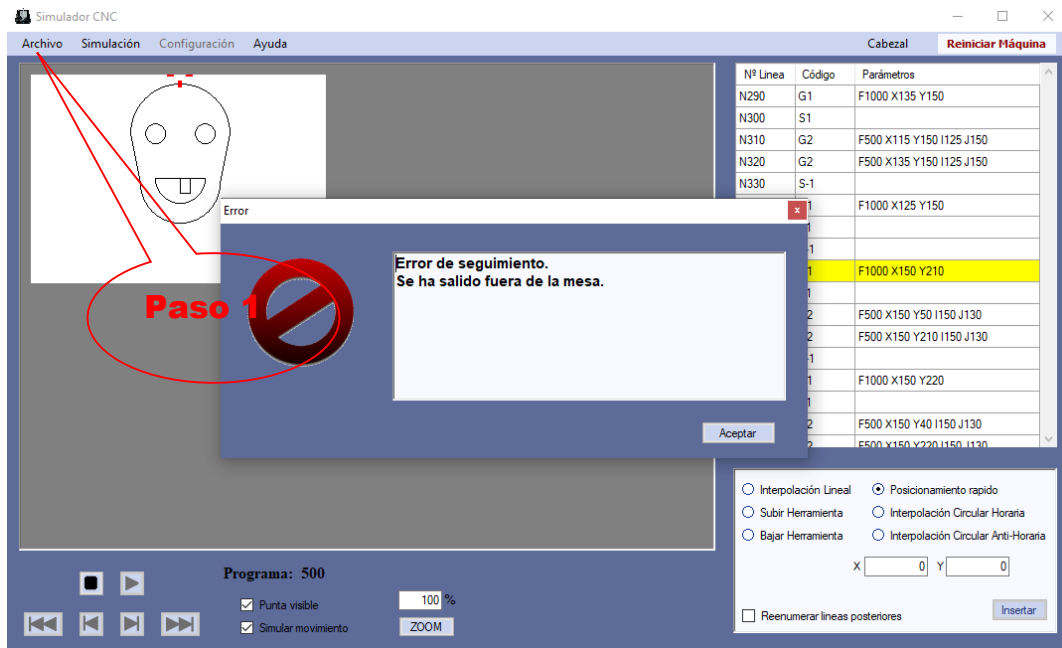 Simulador CNC
Archivo Simulación Configuración Ayuda Cabezal Reiniciar Máquina
Nº Linea Código Parámetros
N290 G1 F1000 X135 Y150
N300 S1
N310 G2 F500 X115 Y150 I125 J150
N320 G2 F500 X135 Y150 I125 J150
N330 S-1
F1000 X125 Y150
F1000 X150 Y210
F500 X150 Y50 I150 J130
F500 X150 Y210 I150 J130
F1000 X150 Y220
F500 X150 Y40 I150 J130
F500 X150 Y220 I150 J130
Error
x
Error de seguimiento.
Se ha salido fuera de la mesa.
Aceptar
Paso 1
Interpolación Lineal Posicionamiento rapido
Subir Herramienta Interpolación Circular Horaria
Bajar Herramienta Interpolación Circular Anti-Horaria
X 0 Y 0
Reenumerar lineas posteriores Insertar
Programa: 500
Punta visible 100 %
Simular movimiento ZOOM